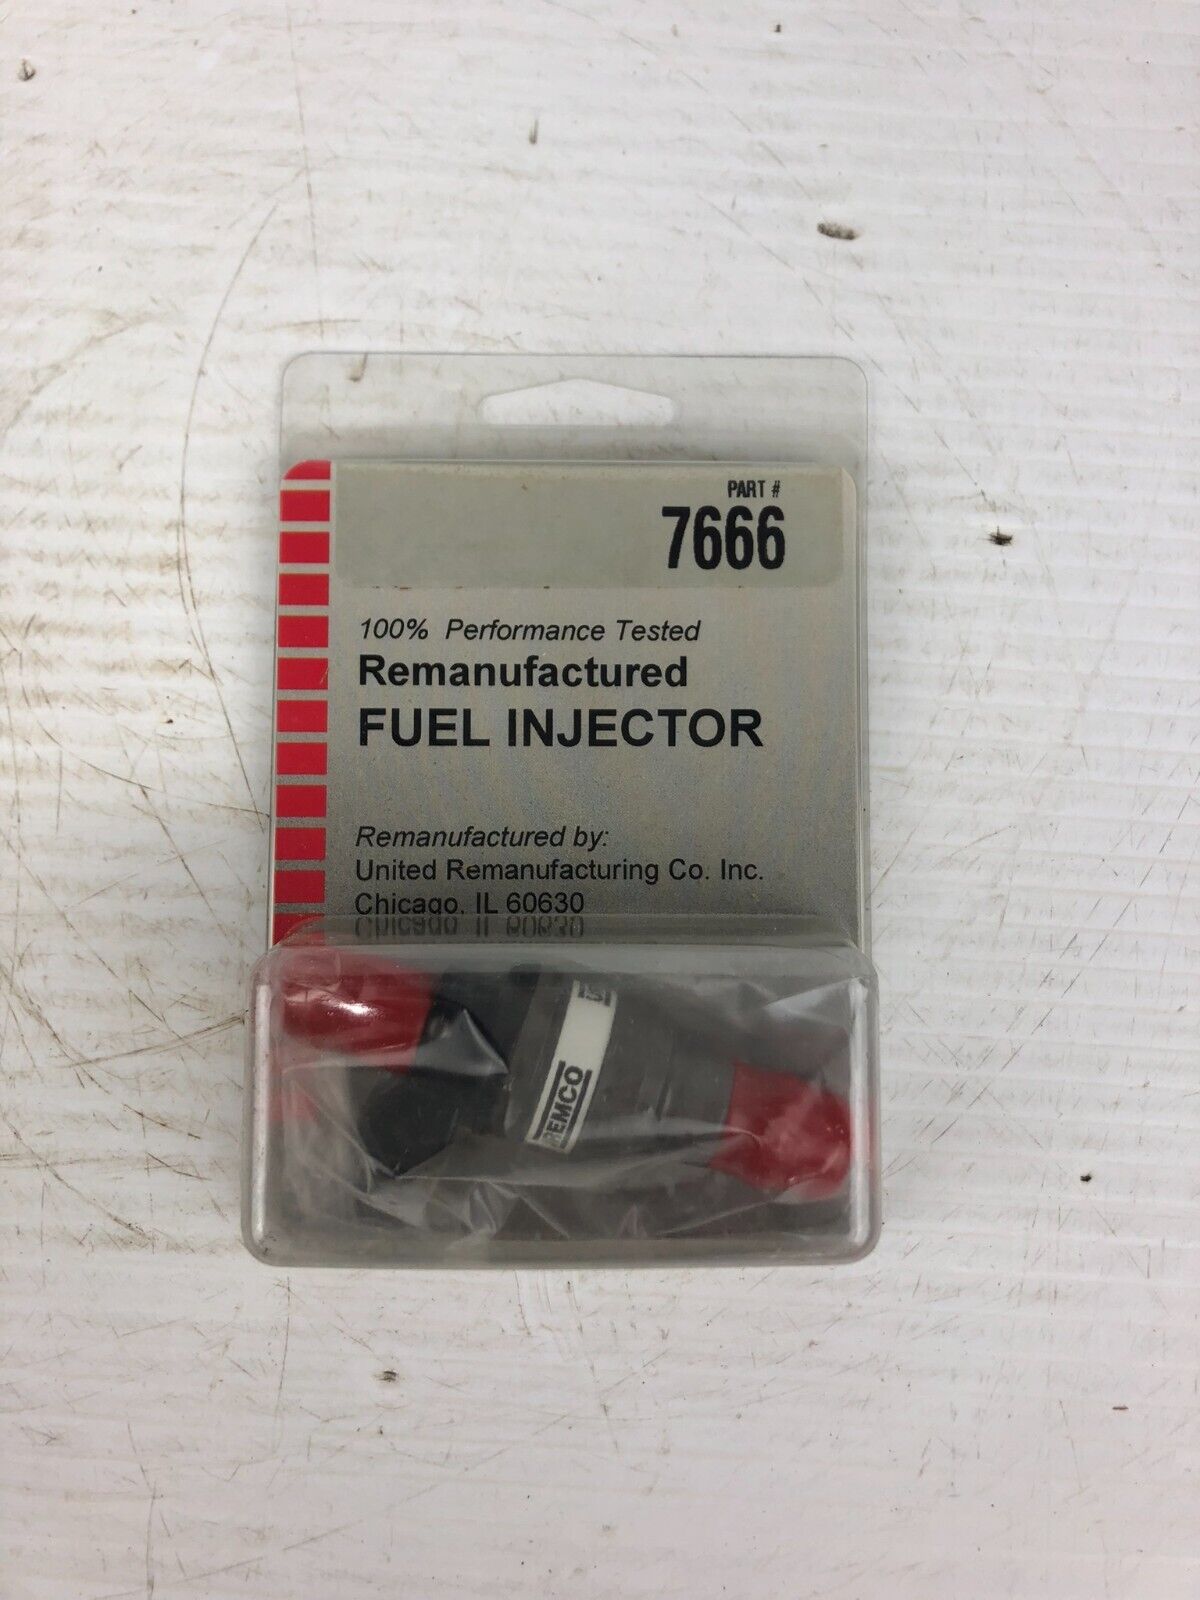 PART #
7666
100% Performance Tested
Remanufactured
FUEL INJECTOR
Remanufactured by:
United Remanufacturing Co. Inc.
Chicago, IL 60630
REMCO